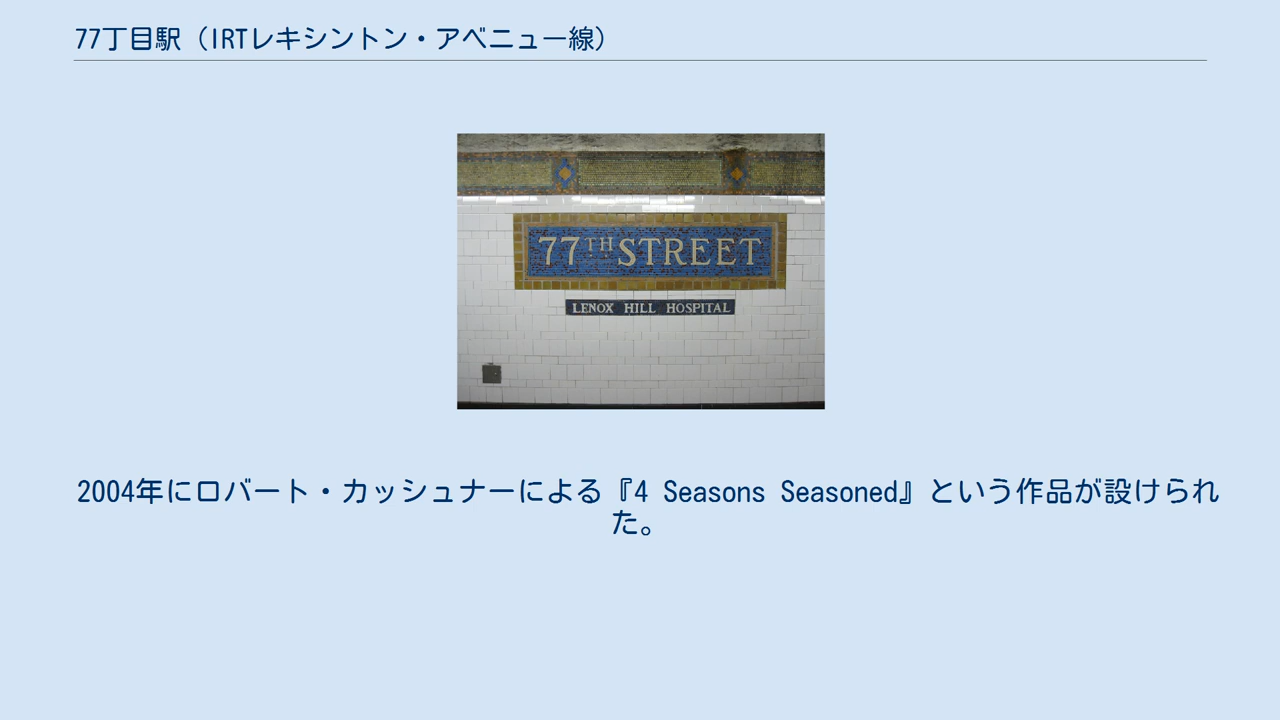 77丁目駅（IRTレキシントン・アベニュー線）
77TH STREET
LENOX HILL HOSPITAL
2004年にロバート・カッシュナーによる『4 Seasons Seasoned』という作品が設けられ
た。